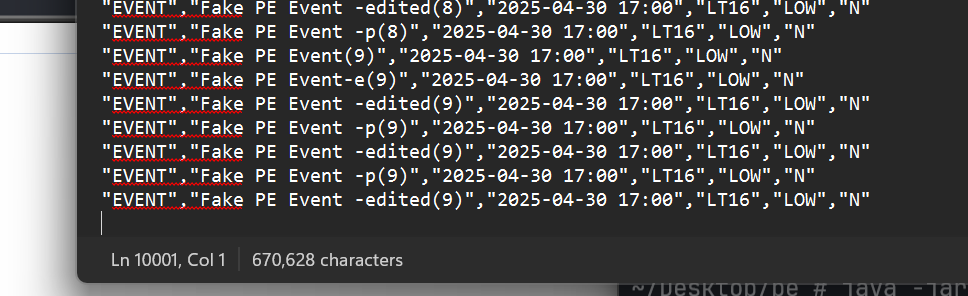 "EVENT","Fake PE Event -edited(8)","2025-04-30 17:00","LT16","LOW","N"
"EVENT","Fake PE Event -p(8)","2025-04-30 17:00","LT16","LOW","N"
"EVENT","Fake PE Event(9)","2025-04-30 17:00","LT16","LOW","N"
"EVENT","Fake PE Event-e(9)","2025-04-30 17:00","LT16","LOW","N"
"EVENT","Fake PE Event -edited(9)","2025-04-30 17:00","LT16","LOW","N"
"EVENT","Fake PE Event -p(9)","2025-04-30 17:00","LT16","LOW","N"
"EVENT","Fake PE Event -edited(9)","2025-04-30 17:00","LT16","LOW","N"
"EVENT","Fake PE Event -p(9)","2025-04-30 17:00","LT16","LOW","N"
"EVENT","Fake PE Event -edited(9)","2025-04-30 17:00","LT16","LOW","N"
Ln 10001, Col 1 670,628 characters
~/Desktop/pe # java -jar